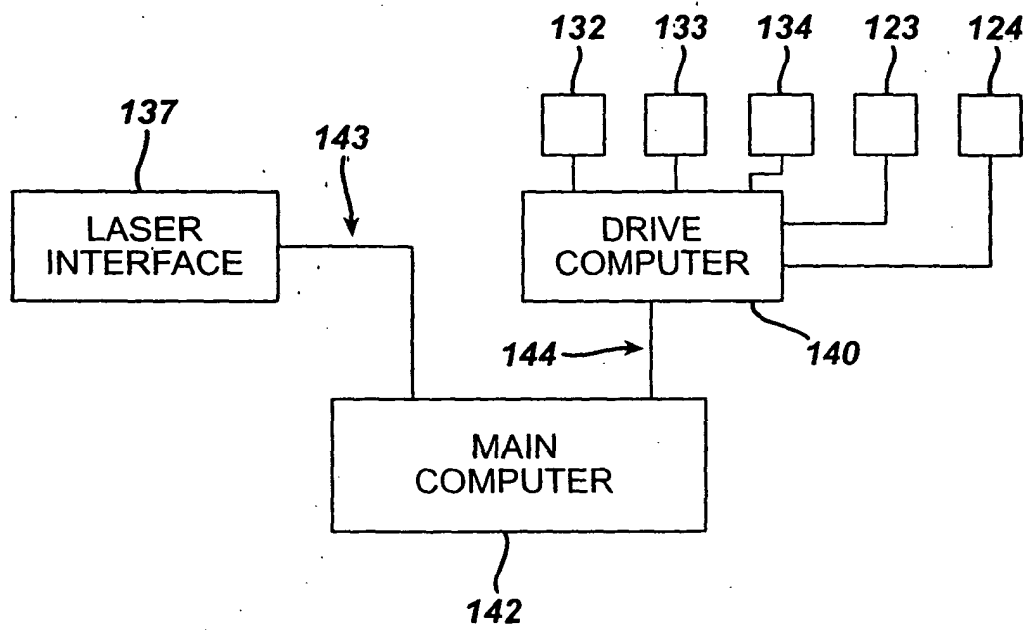 132 133 134 123 124
137
143
LASER
INTERFACE
DRIVE
COMPUTER
144
140
MAIN
COMPUTER
142